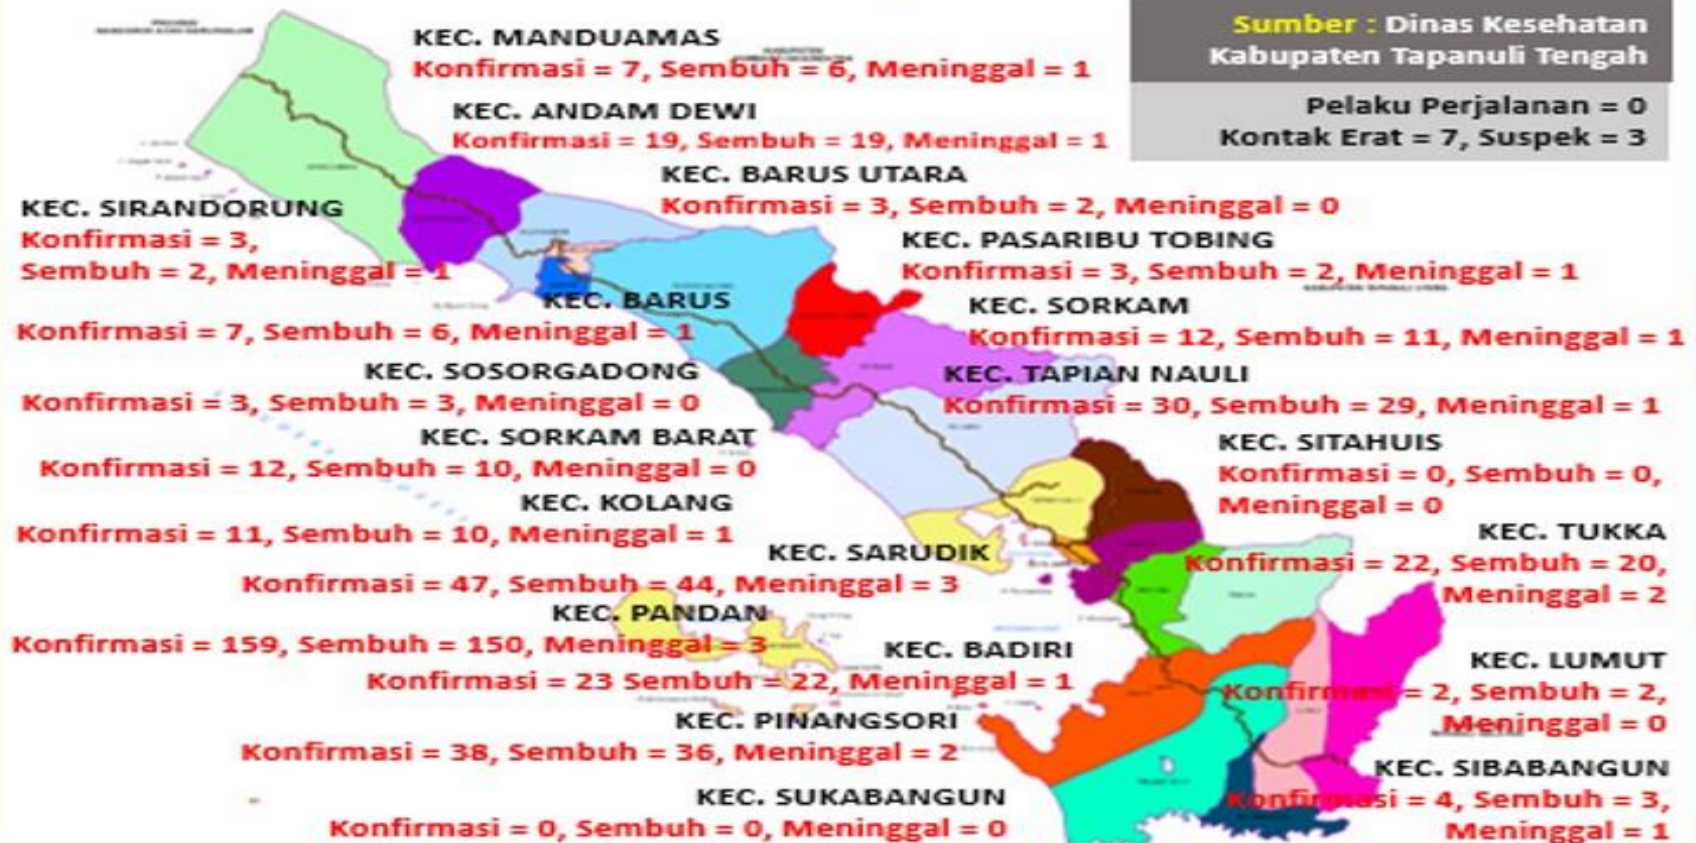 KEC. MANDUAMAS
Konfirmasi = 7, Sembuh = 6, Meninggal = 1
Sumber : Dinas Kesehatan
Kabupaten Tapanuli Tengah
Pelaku Perjalanan = 0
Kontak Erat = 7, Suspek = 3
KEC. ANDAM DEWI
Konfirmasi = 19, Sembuh = 19, Meninggal = 1
KEC. BARUS UTARA
Konfirmasi = 3, Sembuh = 2, Meninggal = 0
KEC. SIRANDORUNG
Konfirmasi = 3,
Sembuh = 2, Meninggal = 1
KEC. PASARIBU TOBING
Konfirmasi = 3, Sembuh = 2, Meninggal = 1
KEC. BARUS
Konfirmasi = 7, Sembuh = 6, Meninggal = 1
KEC. SORKAM
Konfirmasi = 12, Sembuh = 11, Meninggal = 1
KEC. SOSORGADONG
Konfirmasi = 3, Sembuh = 3, Meninggal = 0
KEC. TAPIAN NAULI
Konfirmasi = 30, Sembuh = 29, Meninggal = 1
KEC. SORKAM BARAT
Konfirmasi = 12, Sembuh = 10, Meninggal = 0
KEC. SITAHUIS
Konfirmasi = 0, Sembuh = 0,
Meninggal = 0
KEC. KOLANG
Konfirmasi = 11, Sembuh = 10, Meninggal = 1
KEC. TUKKA
Konfirmasi = 22, Sembuh = 20,
Meninggal = 2
KEC. SARUDIK
Konfirmasi = 47, Sembuh = 44, Meninggal = 3
KEC. PANDAN
Konfirmasi = 159, Sembuh = 150, Meninggal = 3
KEC. BADIRI
Konfirmasi = 23 Sembuh = 22, Meninggal = 1
KEC. LUMUT
Konfirmasi = 2, Sembuh = 2,
Meninggal = 0
KEC. PINANGSORI
Konfirmasi = 38, Sembuh = 36, Meninggal = 2
KEC. SIBABANGUN
Konfirmasi = 4, Sembuh = 3,
Meninggal = 1
KEC. SUKABANGUN
Konfirmasi = 0, Sembuh = 0, Meninggal = 0